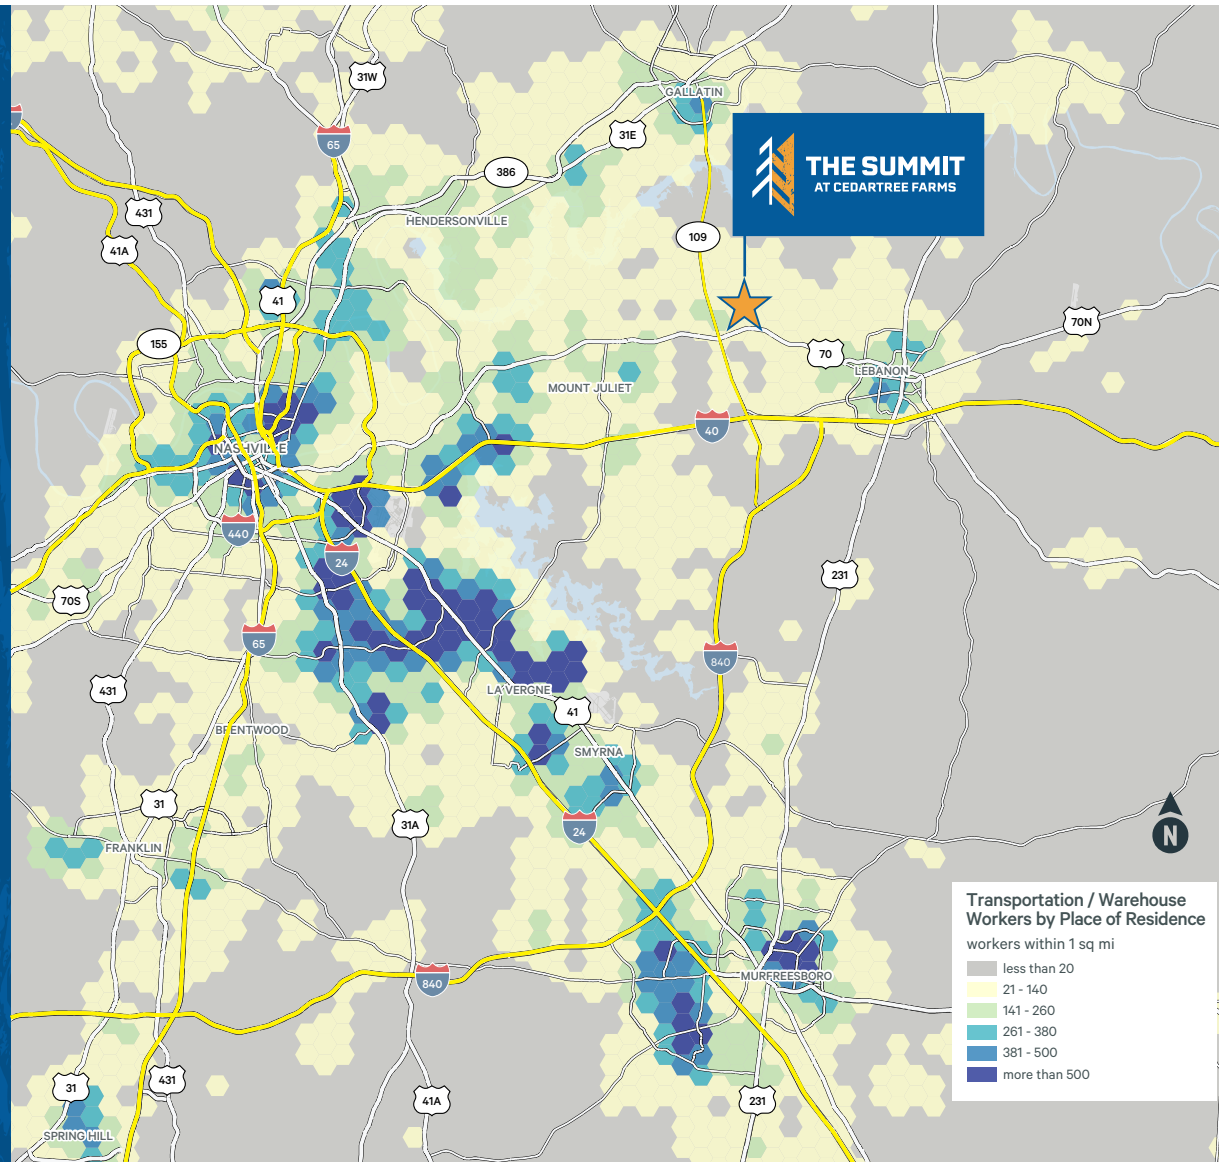 31W
GALLATIN
31E
65
THE SUMMIT
AT CEDARTREE FARMS
386
431
HENDERSONVILLE
109
41A
41
70N
155
70
LEBANON
MOUNT JULIET
40
NASHVILLE
440
24
231
70S
65
840
LA VERGNE
431
41
BRENTWOOD
SMYRNA
31
31A
24
N
FRANKLIN
Transportation / Warehouse
Workers by Place of Residence
workers within 1 sq mi
less than 20
21 - 140
141 - 260
261 - 380
381 - 500
more than 500
MURFREESBORO
840
31
431
41A
231
SPRING HILL